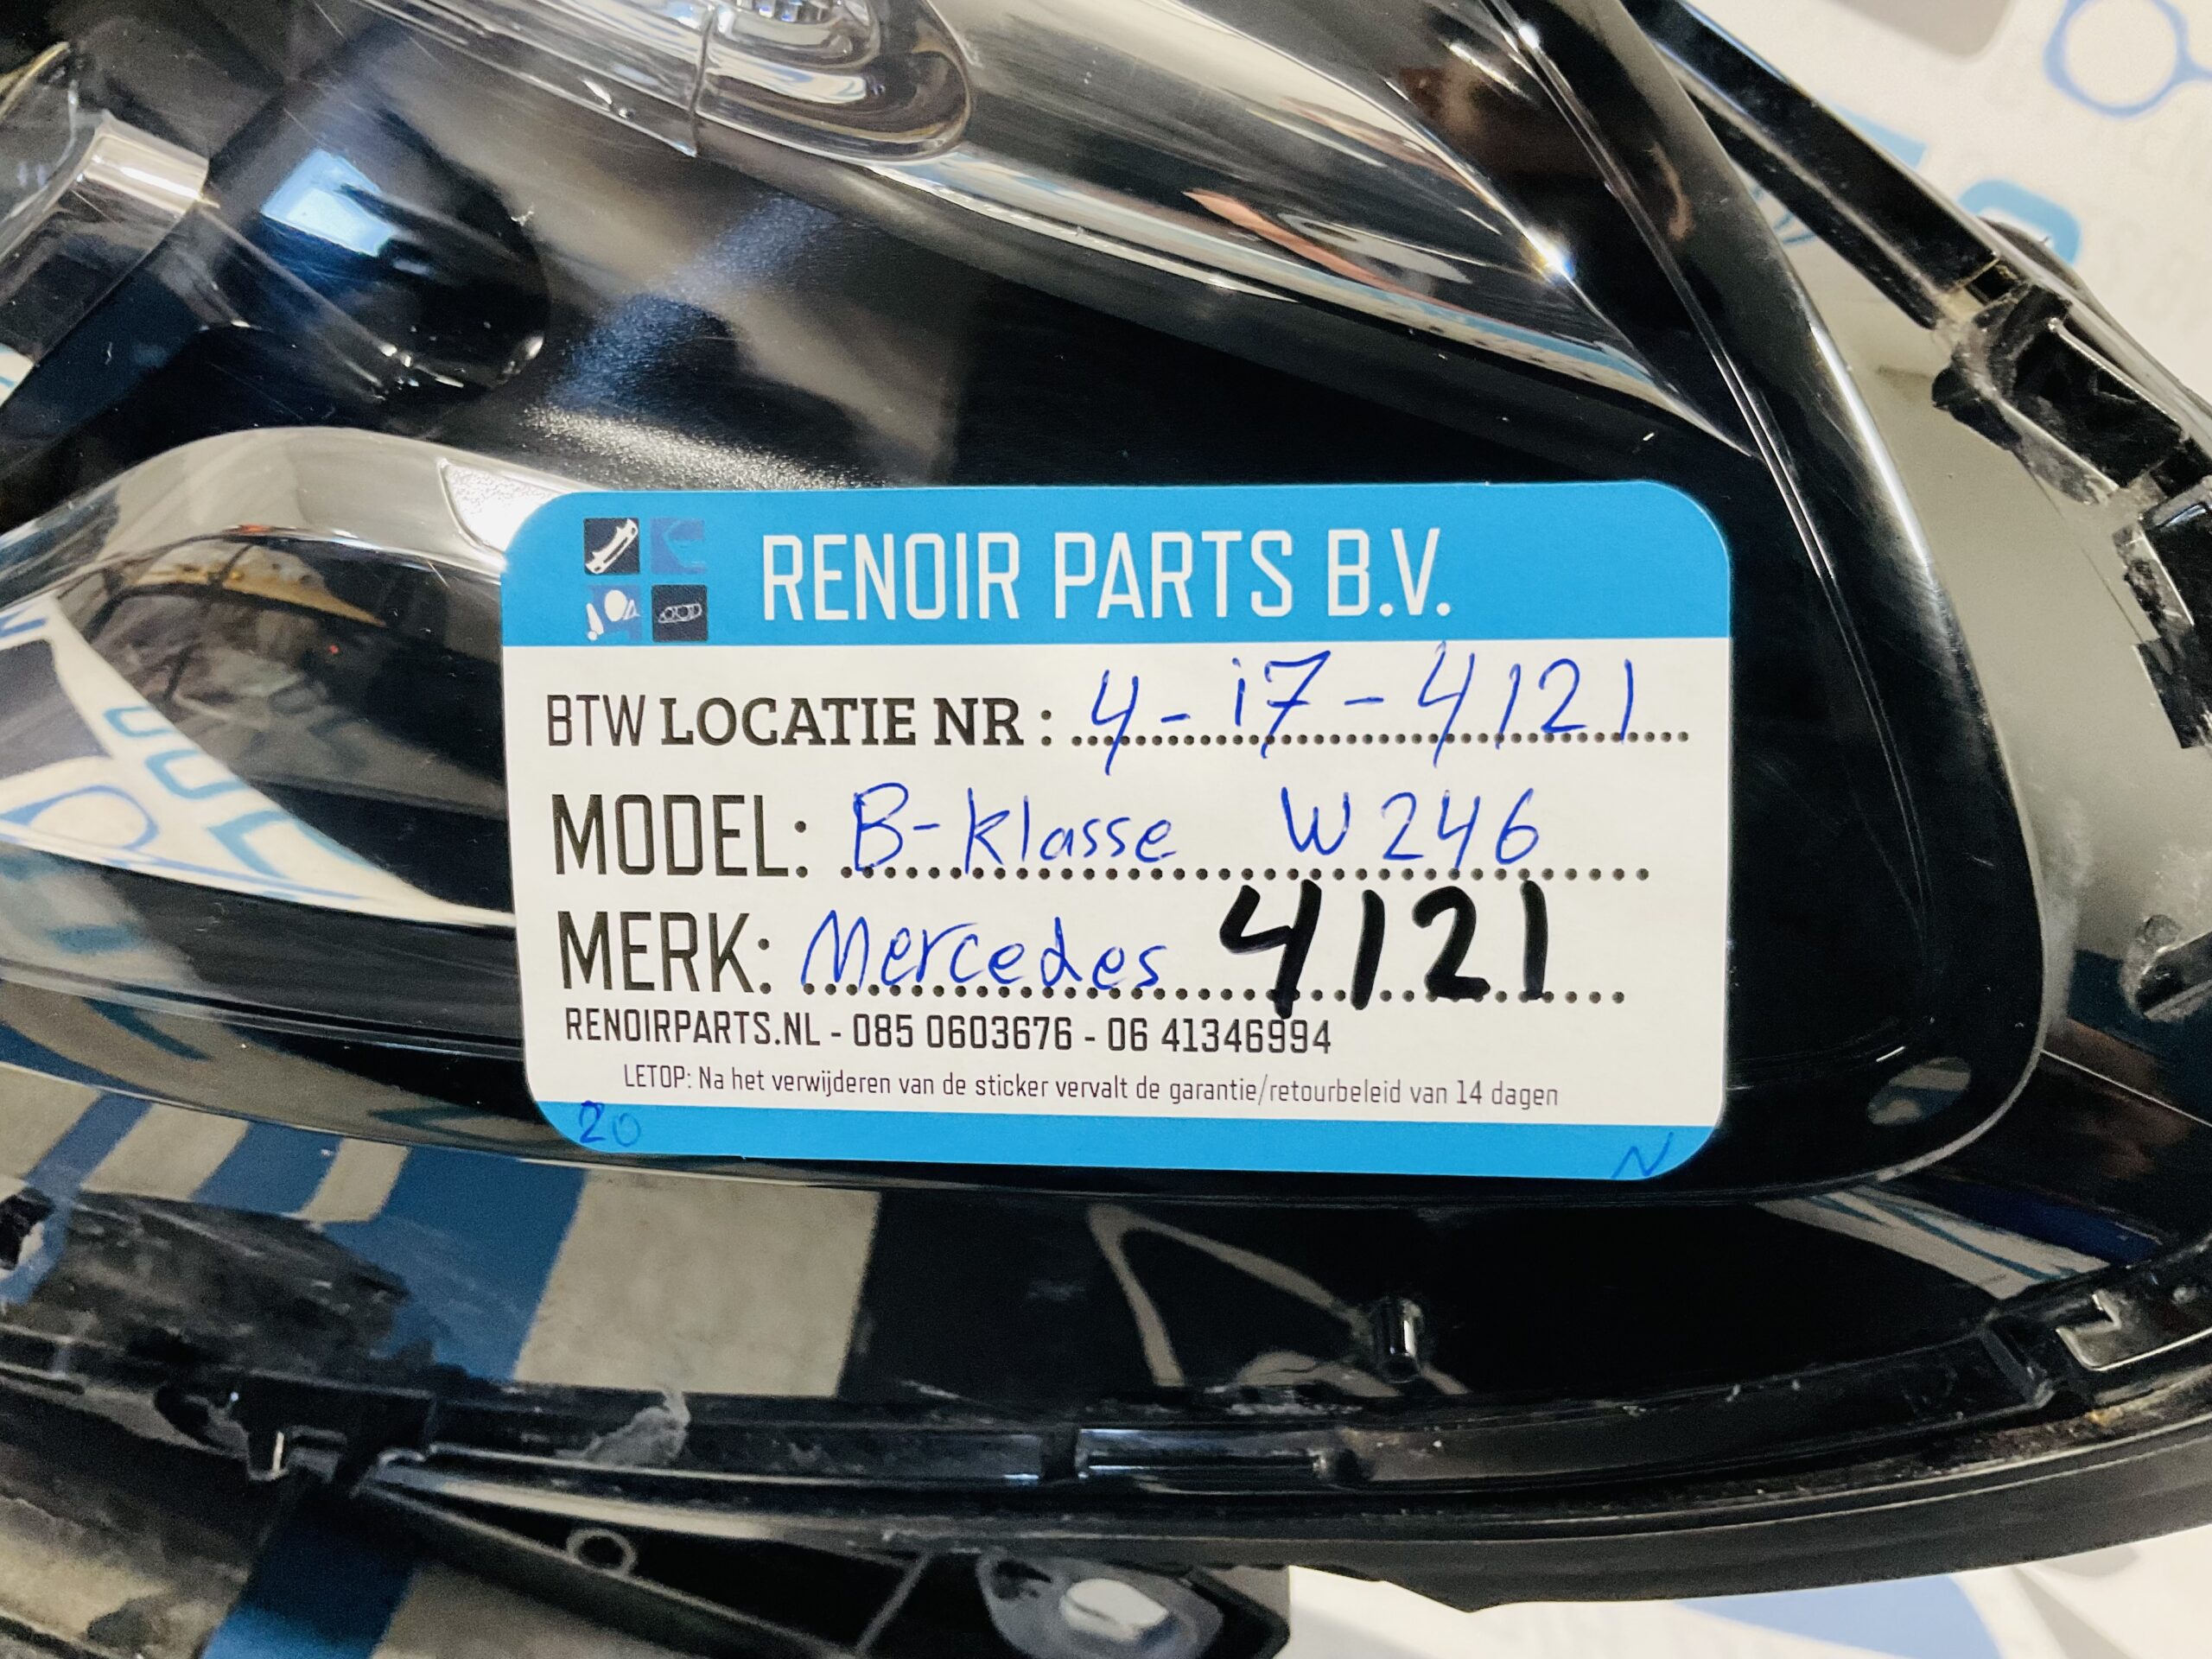 RENOIR PARTS B.V.
BTW LOCATIE NR : 4 - i7 - 4121
MODEL: B-klasse W246
MERK: Mercedes 4121
RENOIRPARTS.NL - 085 0603676 - 06 41346994
LETOP: Na het verwijderen van de sticker vervalt de garantie/retourbeleid van 14 dagen
20 N